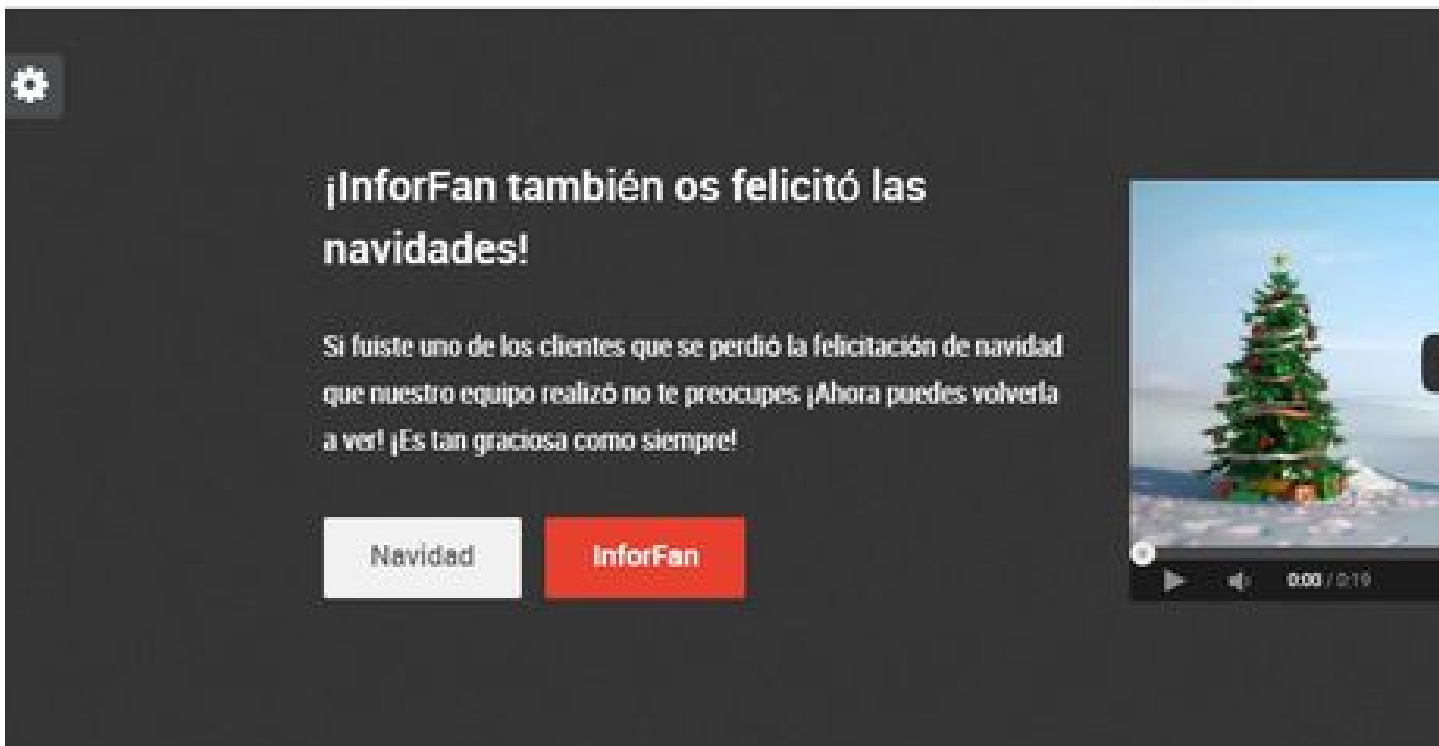 ¡InforFan también os felicitó las
navidades!
Si fuiste uno de los clientes que se perdió la felicitación de navidad
que nuestro equipo realizó no te preocupes ¡Ahora puedes volverla
a ver! ¡Es tan graciosa como siempre!
Navidad
InforFan
0:00 / 0:19